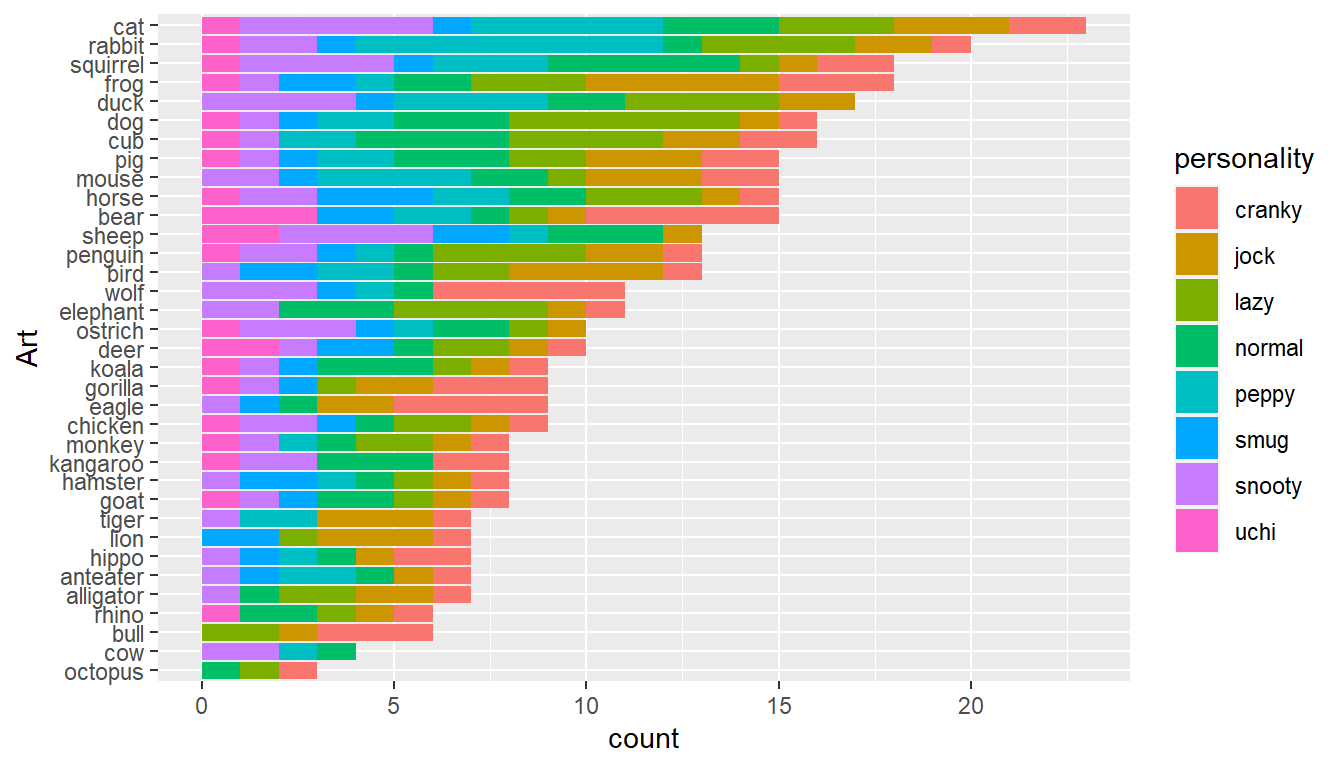 cat
rabbit
squirrel
frog
duck
dog
cub
pig
mouse
horse
bear
sheep
penguin
bird
wolf
elephant
ostrich
deer
koala
gorilla
eagle
chicken
monkey
kangaroo
hamster
goat
tiger
lion
hippo
anteater
alligator
rhino
bull
cow
octopus
Art
0 5 10 15 20
count
personality
cranky
jock
lazy
normal
peppy
smug
snooty
uchi